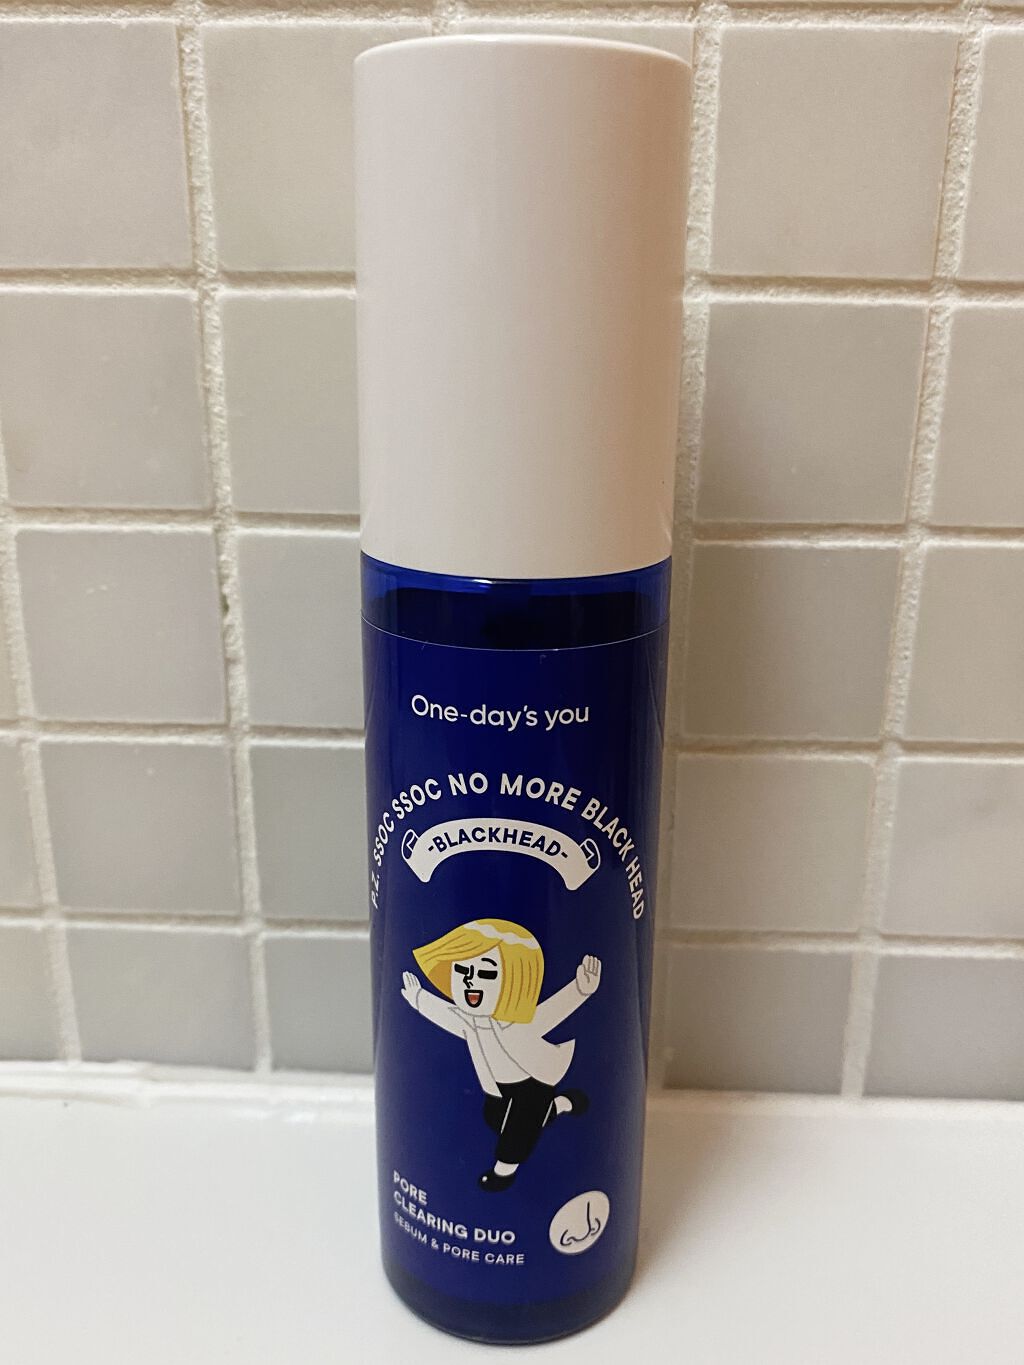 One-day's you
P.Z. SSOC SSOC NO MORE BLACK HEAD
-BLACKHEAD-
PORE
CLEARING DUO
SEBUM & PORE CARE